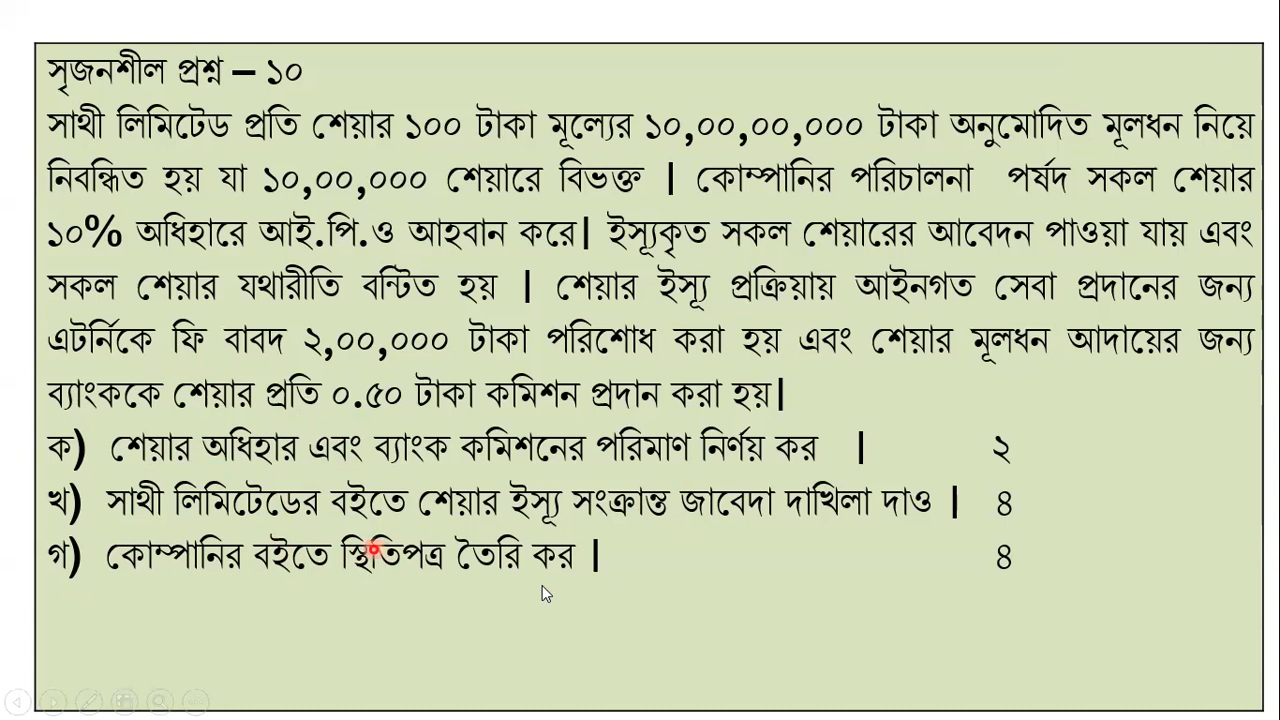 সৃজনশীল প্রশ্ন – ১০
সাথী লিমিটেড প্রতি শেয়ার ১০০ টাকা মূল্যের ১০,০০,০০,০০০ টাকা অনুমোদিত মূলধন নিয়ে
নিবন্ধিত হয় যা ১০,০০,০০০ শেয়ারে বিভক্ত | কোম্পানির পরিচালনা পর্ষদ সকল শেয়ার
১০% অধিহারে আই.পি.ও আহবান করে| ইস্যূকৃত সকল শেয়ারের আবেদন পাওয়া যায় এবং
সকল শেয়ার যথারীতি বন্টিত হয় | শেয়ার ইস্যূ প্রক্রিয়ায় আইনগত সেবা প্রদানের জন্য
এটর্নিকে ফি বাবদ ২,০০,০০০ টাকা পরিশোধ করা হয় এবং শেয়ার মূলধন আদায়ের জন্য
ব্যাংককে শেয়ার প্রতি ০.৫০ টাকা কমিশন প্রদান করা হয়|
ক) শেয়ার অধিহার এবং ব্যাংক কমিশনের পরিমাণ নির্ণয় কর | ২
খ) সাথী লিমিটেডের বইতে শেয়ার ইস্যূ সংক্রান্ত জাবেদা দাখিলা দাও | ৪
গ) কোম্পানির বইতে স্থিতিপত্র তৈরি কর | ৪